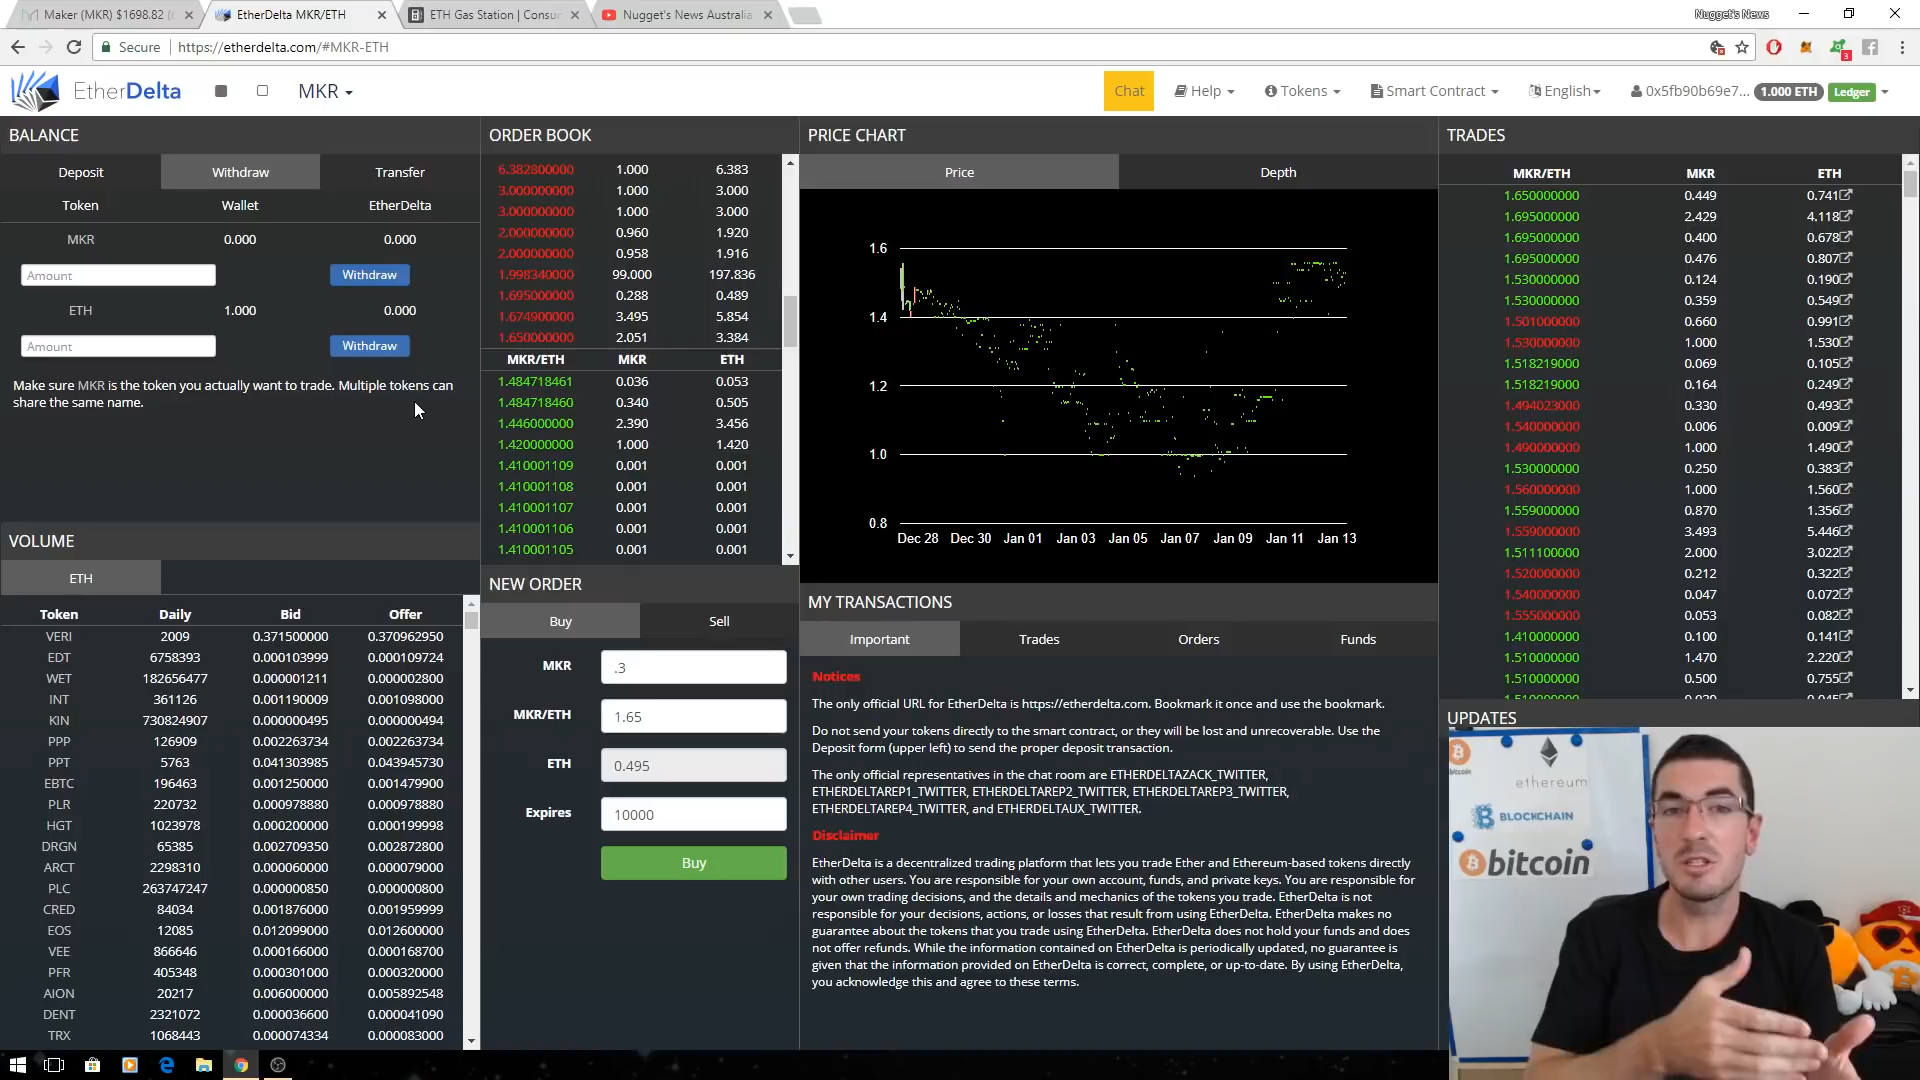 Maker (MKR) $1698.82 (
EtherDelta MKR/ETH
ETH Gas Station | Consu
Nugget's News Australia
Nugget's News
Secure
https://etherdelta.com/#MKR-ETH
3
EtherDelta
MKR
Chat
Help
Tokens
Smart Contract
English
0x5fb90b69e7...
1.000 ETH
Ledger
BALANCE
Deposit Withdraw Transfer
Token Wallet EtherDelta
MKR 0.000 0.000
Amount Withdraw
ETH 1.000 0.000
Amount Withdraw
Make sure MKR is the token you actually want to trade. Multiple tokens can
share the same name.
VOLUME
ETH
Token Daily Bid Offer
VERI 2009 0.371500000 0.370962950
EDT 6758393 0.000103999 0.000109724
WET 182656477 0.000001211 0.000002800
INT 361126 0.001190009 0.001098000
KIN 730824907 0.000000495 0.000000494
PPP 126909 0.002263734 0.002263734
PPT 5763 0.041303985 0.043945730
EBTC 196463 0.001250000 0.001479900
PLR 220732 0.000978880 0.000978880
HGT 1023978 0.000200000 0.000199998
DRGN 65385 0.002709350 0.002872800
ARCT 2298310 0.000060000 0.000079000
PLC 263747247 0.000000850 0.000000800
CRED 84034 0.001876000 0.001959999
EOS 12085 0.012099000 0.012600000
VEE 866646 0.000166000 0.000168700
PFR 405348 0.000301000 0.000320000
AION 20217 0.006000000 0.005892548
DENT 2321072 0.000036600 0.000041090
TRX 1068443 0.000074334 0.000083000
ORDER BOOK
6.382800000 1.000 6.383
3.000000000 1.000 3.000
3.000000000 1.000 3.000
2.000000000 0.960 1.920
2.000000000 0.958 1.916
1.998340000 99.000 197.836
1.695000000 0.288 0.489
1.674900000 3.495 5.854
1.650000000 2.051 3.384
MKR/ETH MKR ETH
1.484718461 0.036 0.053
1.484718460 0.340 0.505
1.446000000 2.390 3.456
1.420000000 1.000 1.420
1.410001109 0.001 0.001
1.410001108 0.001 0.001
1.410001107 0.001 0.001
1.410001106 0.001 0.001
1.410001105 0.001 0.001
NEW ORDER
Buy Sell
MKR .3
MKR/ETH 1.65
ETH 0.495
Expires 10000
Buy
PRICE CHART
Price Depth
1.6
1.4
1.2
1.0
0.8
Dec 28 Dec 30 Jan 01 Jan 03 Jan 05 Jan 07 Jan 09 Jan 11 Jan 13
MY TRANSACTIONS
Important Trades Orders Funds
Notices
The only official URL for EtherDelta is https://etherdelta.com. Bookmark it once and use the bookmark.
Do not send your tokens directly to the smart contract, or they will be lost and unrecoverable. Use the
Deposit form (upper left) to send the proper deposit transaction.
The only official representatives in the chat room are ETHERDELTAZACK_TWITTER,
ETHERDELTAREP1_TWITTER, ETHERDELTAREP2_TWITTER, ETHERDELTAREP3_TWITTER,
ETHERDELTAREP4_TWITTER, and ETHERDELTAUX_TWITTER.
Disclaimer
EtherDelta is a decentralized trading platform that lets you trade Ether and Ethereum-based tokens directly
with other users. You are responsible for your own account, funds, and private keys. You are responsible for
your own trading decisions, and the details and mechanics of the tokens you trade. EtherDelta is not
responsible for your decisions, actions, or losses that result from using EtherDelta. EtherDelta makes no
guarantee about the tokens that you trade using EtherDelta. EtherDelta does not hold your funds and does
not offer refunds. While the information contained on EtherDelta is periodically updated, no guarantee is
given that the information provided on EtherDelta is correct, complete, or up-to-date. By using EtherDelta,
you acknowledge this and agree to these terms.
TRADES
MKR/ETH MKR ETH
1.650000000 0.449 0.741
1.695000000 2.429 4.118
1.695000000 0.400 0.678
1.695000000 0.476 0.807
1.530000000 0.124 0.190
1.530000000 0.359 0.549
1.501000000 0.660 0.991
1.530000000 1.000 1.530
1.518219000 0.069 0.105
1.518219000 0.164 0.249
1.494023000 0.330 0.493
1.540000000 0.006 0.009
1.490000000 1.000 1.490
1.530000000 0.250 0.383
1.560000000 1.000 1.560
1.559000000 0.870 1.356
1.559000000 3.493 5.446
1.511100000 2.000 3.022
1.520000000 0.212 0.322
1.540000000 0.047 0.072
1.555000000 0.053 0.082
1.410000000 0.100 0.141
1.510000000 1.470 2.220
1.510000000 0.500 0.755
UPDATES
bitcoin
ethereum
BLOCKCHAIN
bitcoin